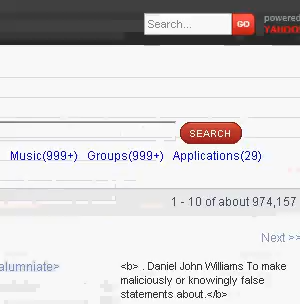 Search... GO powered
YAHOO
SEARCH
Music(999+) Groups(999+) Applications(29)
1 - 10 of about 974,157
Next >>
alumniate>
<b> . Daniel John Williams To make
maliciously or knowingly false
statements about.</b>